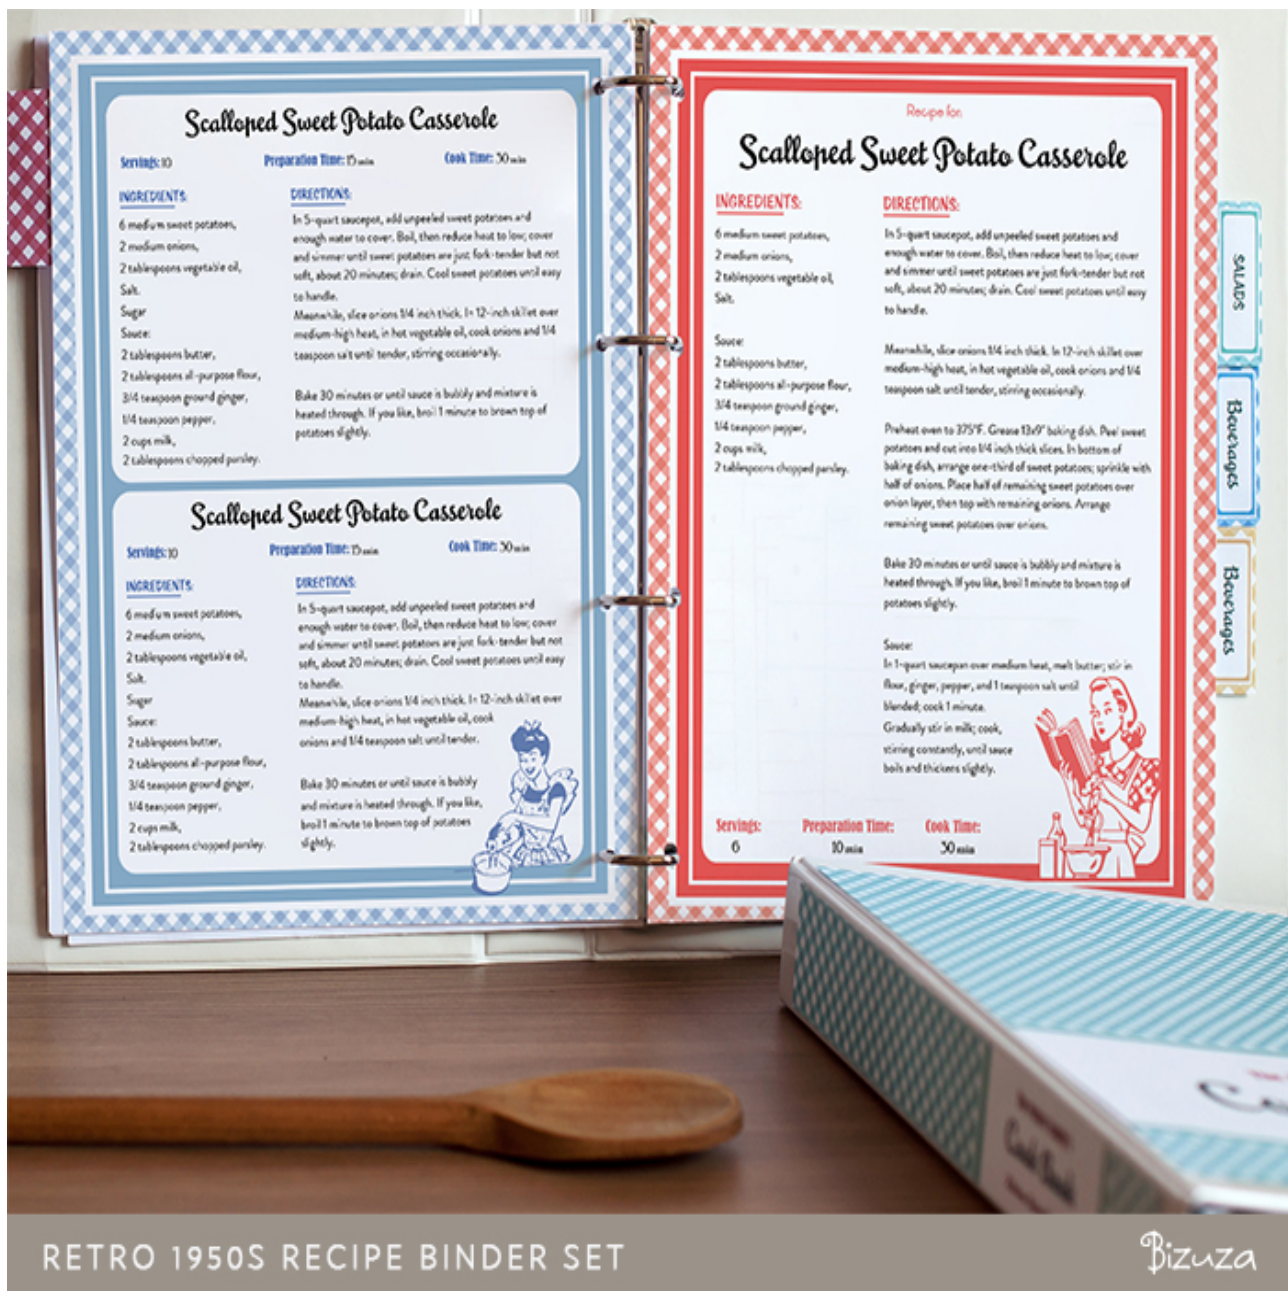 Scalloped Sweet Potato Casserole
Servings: 10 Preparation Time: 15 min Cook Time: 30 min
INGREDIENTS:
6 medium sweet potatoes,
2 medium onions,
2 tablespoons vegetable oil,
Salt.
Sugar
Sauce:
2 tablespoons butter,
2 tablespoons all-purpose flour,
3/4 teaspoon ground ginger,
1/4 teaspoon pepper,
2 cups milk,
2 tablespoons chopped parsley.
DIRECTIONS:
In 5-quart saucepot, add unpeeled sweet potatoes and
enough water to cover. Boil, then reduce heat to low; cover
and simmer until sweet potatoes are just fork-tender but not
soft, about 20 minutes; drain. Cool sweet potatoes until easy
to handle.
Meanwhile, slice onions 1/4 inch thick. In 12-inch skillet over
medium-high heat, in hot vegetable oil, cook onions and 1/4
teaspoon salt until tender, stirring occasionally.
Bake 30 minutes or until sauce is bubbly and mixture is
heated through. If you like, broil 1 minute to brown top of
potatoes slightly.
Scalloped Sweet Potato Casserole
Servings: 10 Preparation Time: 15 min Cook Time: 30 min
INGREDIENTS:
6 medium sweet potatoes,
2 medium onions,
2 tablespoons vegetable oil,
Salt.
Sugar
Sauce:
2 tablespoons butter,
2 tablespoons all-purpose flour,
3/4 teaspoon ground ginger,
1/4 teaspoon pepper,
2 cups milk,
2 tablespoons chopped parsley.
DIRECTIONS:
In 5-quart saucepot, add unpeeled sweet potatoes and
enough water to cover. Boil, then reduce heat to low; cover
and simmer until sweet potatoes are just fork-tender but not
soft, about 20 minutes; drain. Cool sweet potatoes until easy
to handle.
Meanwhile, slice onions 1/4 inch thick. In 12-inch skillet over
medium-high heat, in hot vegetable oil, cook
onions and 1/4 teaspoon salt until tender.
Bake 30 minutes or until sauce is bubbly
and mixture is heated through. If you like,
broil 1 minute to brown top of potatoes
slightly.
Recipe for:
Scalloped Sweet Potato Casserole
INGREDIENTS:
6 medium sweet potatoes,
2 medium onions,
2 tablespoons vegetable oil,
Salt.
Sauce:
2 tablespoons butter,
2 tablespoons all-purpose flour,
3/4 teaspoon ground ginger,
1/4 teaspoon pepper,
2 cups milk,
2 tablespoons chopped parsley.
DIRECTIONS:
In 5-quart saucepot, add unpeeled sweet potatoes and
enough water to cover. Boil, then reduce heat to low; cover
and simmer until sweet potatoes are just fork-tender but not
soft, about 20 minutes; drain. Cool sweet potatoes until easy
to handle.
Meanwhile, slice onions 1/4 inch thick. In 12-inch skillet over
medium-high heat, in hot vegetable oil, cook onions and 1/4
teaspoon salt until tender, stirring occasionally.
Preheat oven to 375°F. Grease 13x9" baking dish. Peel sweet
potatoes and cut into 1/4 inch thick slices. In bottom of
baking dish, arrange one-third of sweet potatoes; sprinkle with
half of onions. Place half of remaining sweet potatoes over
onion layer, then top with remaining onions. Arrange
remaining sweet potatoes over onions.
Bake 30 minutes or until sauce is bubbly and mixture is
heated through. If you like, broil 1 minute to brown top of
potatoes slightly.
Sauce:
In 1-quart saucepan over medium heat, melt butter; stir in
flour, ginger, pepper, and 1 teaspoon salt until
blended; cook 1 minute.
Gradually stir in milk; cook,
stirring constantly, until sauce
boils and thickens slightly.
Servings: Preparation Time: Cook Time:
6 10 min 30 min
SALADS
Beverages
Beverages
Cook Book
RETRO 1950S RECIPE BINDER SET
Bizuza